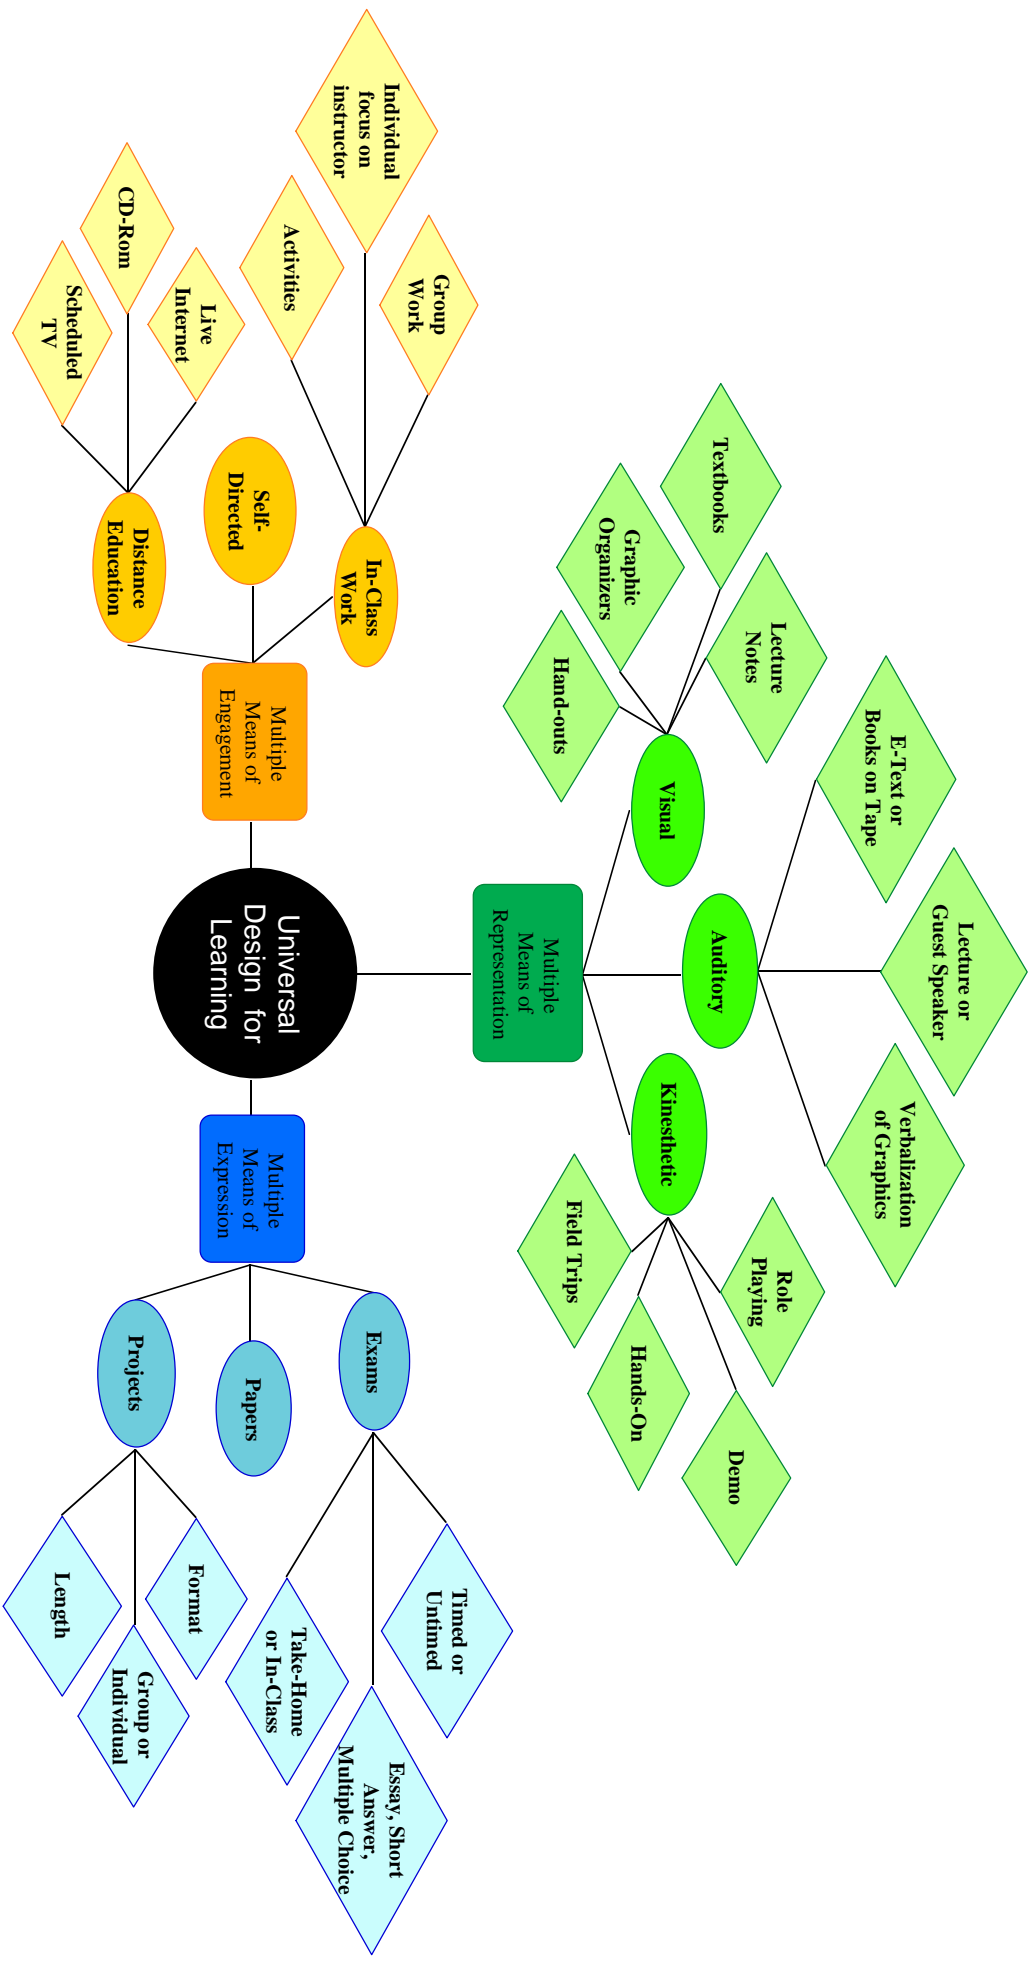 Universal
Design for
Learning
Multiple
Means of
Representation
Visual
Hand-outs
Graphic
Organizers
Textbooks
Lecture
Notes
Auditory
E-Text or
Books on Tape
Lecture or
Guest Speaker
Verbalization
of Graphics
Kinesthetic
Role
Playing
Demo
Hands-On
Field Trips
Multiple
Means of
Engagement
In-Class
Work
Group
Work
Individual
focus on
instructor
Activities
Self-
Directed
Distance
Education
Live
Internet
CD-Rom
Scheduled
TV
Multiple
Means of
Expression
Exams
Timed or
Untimed
Essay, Short
Answer,
Multiple Choice
Take-Home
or In-Class
Papers
Projects
Format
Group or
Individual
Length